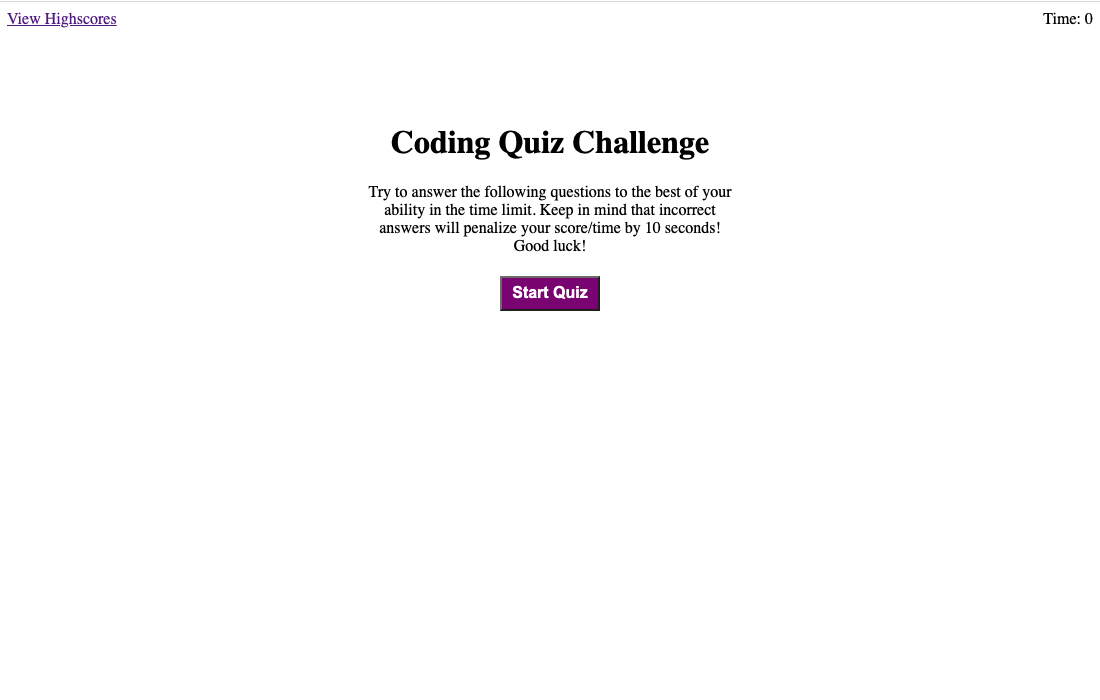 View Highscores
Time: 0
Coding Quiz Challenge
Try to answer the following questions to the best of your
ability in the time limit. Keep in mind that incorrect
answers will penalize your score/time by 10 seconds!
Good luck!
Start Quiz